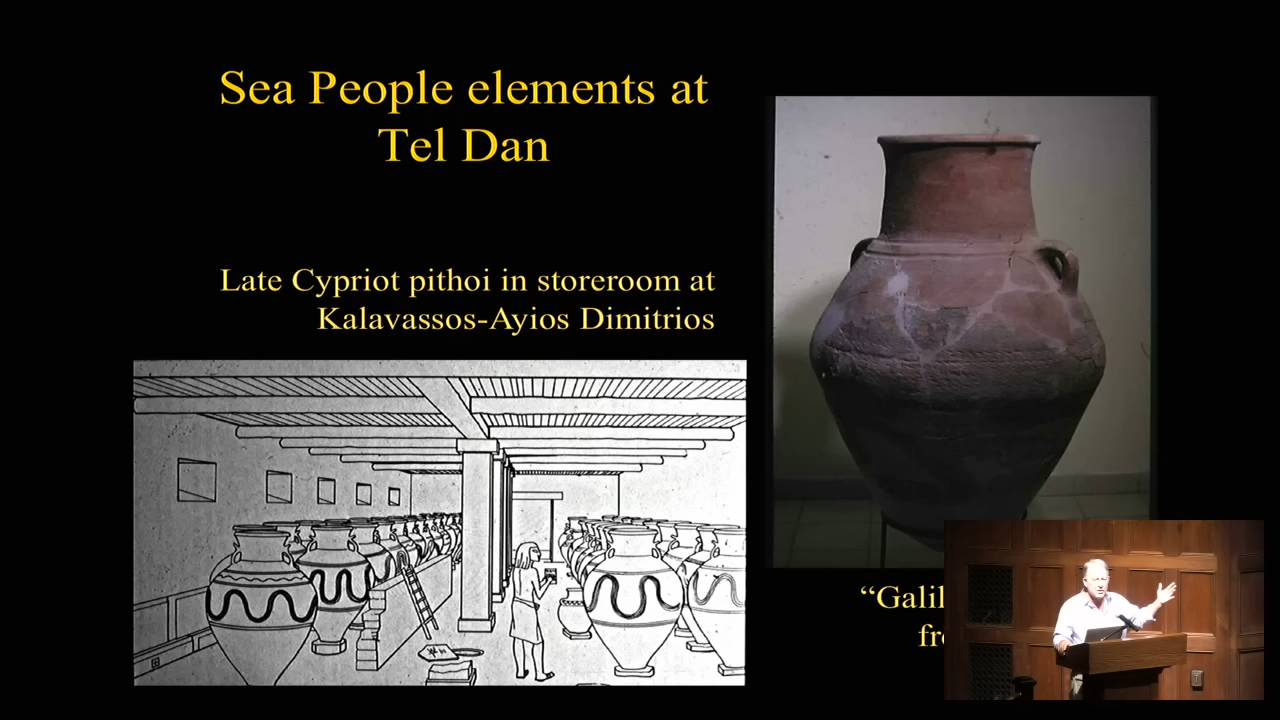 Sea People elements at
Tel Dan
Late Cypriot pithoi in storeroom at
Kalavassos-Ayios Dimitrios